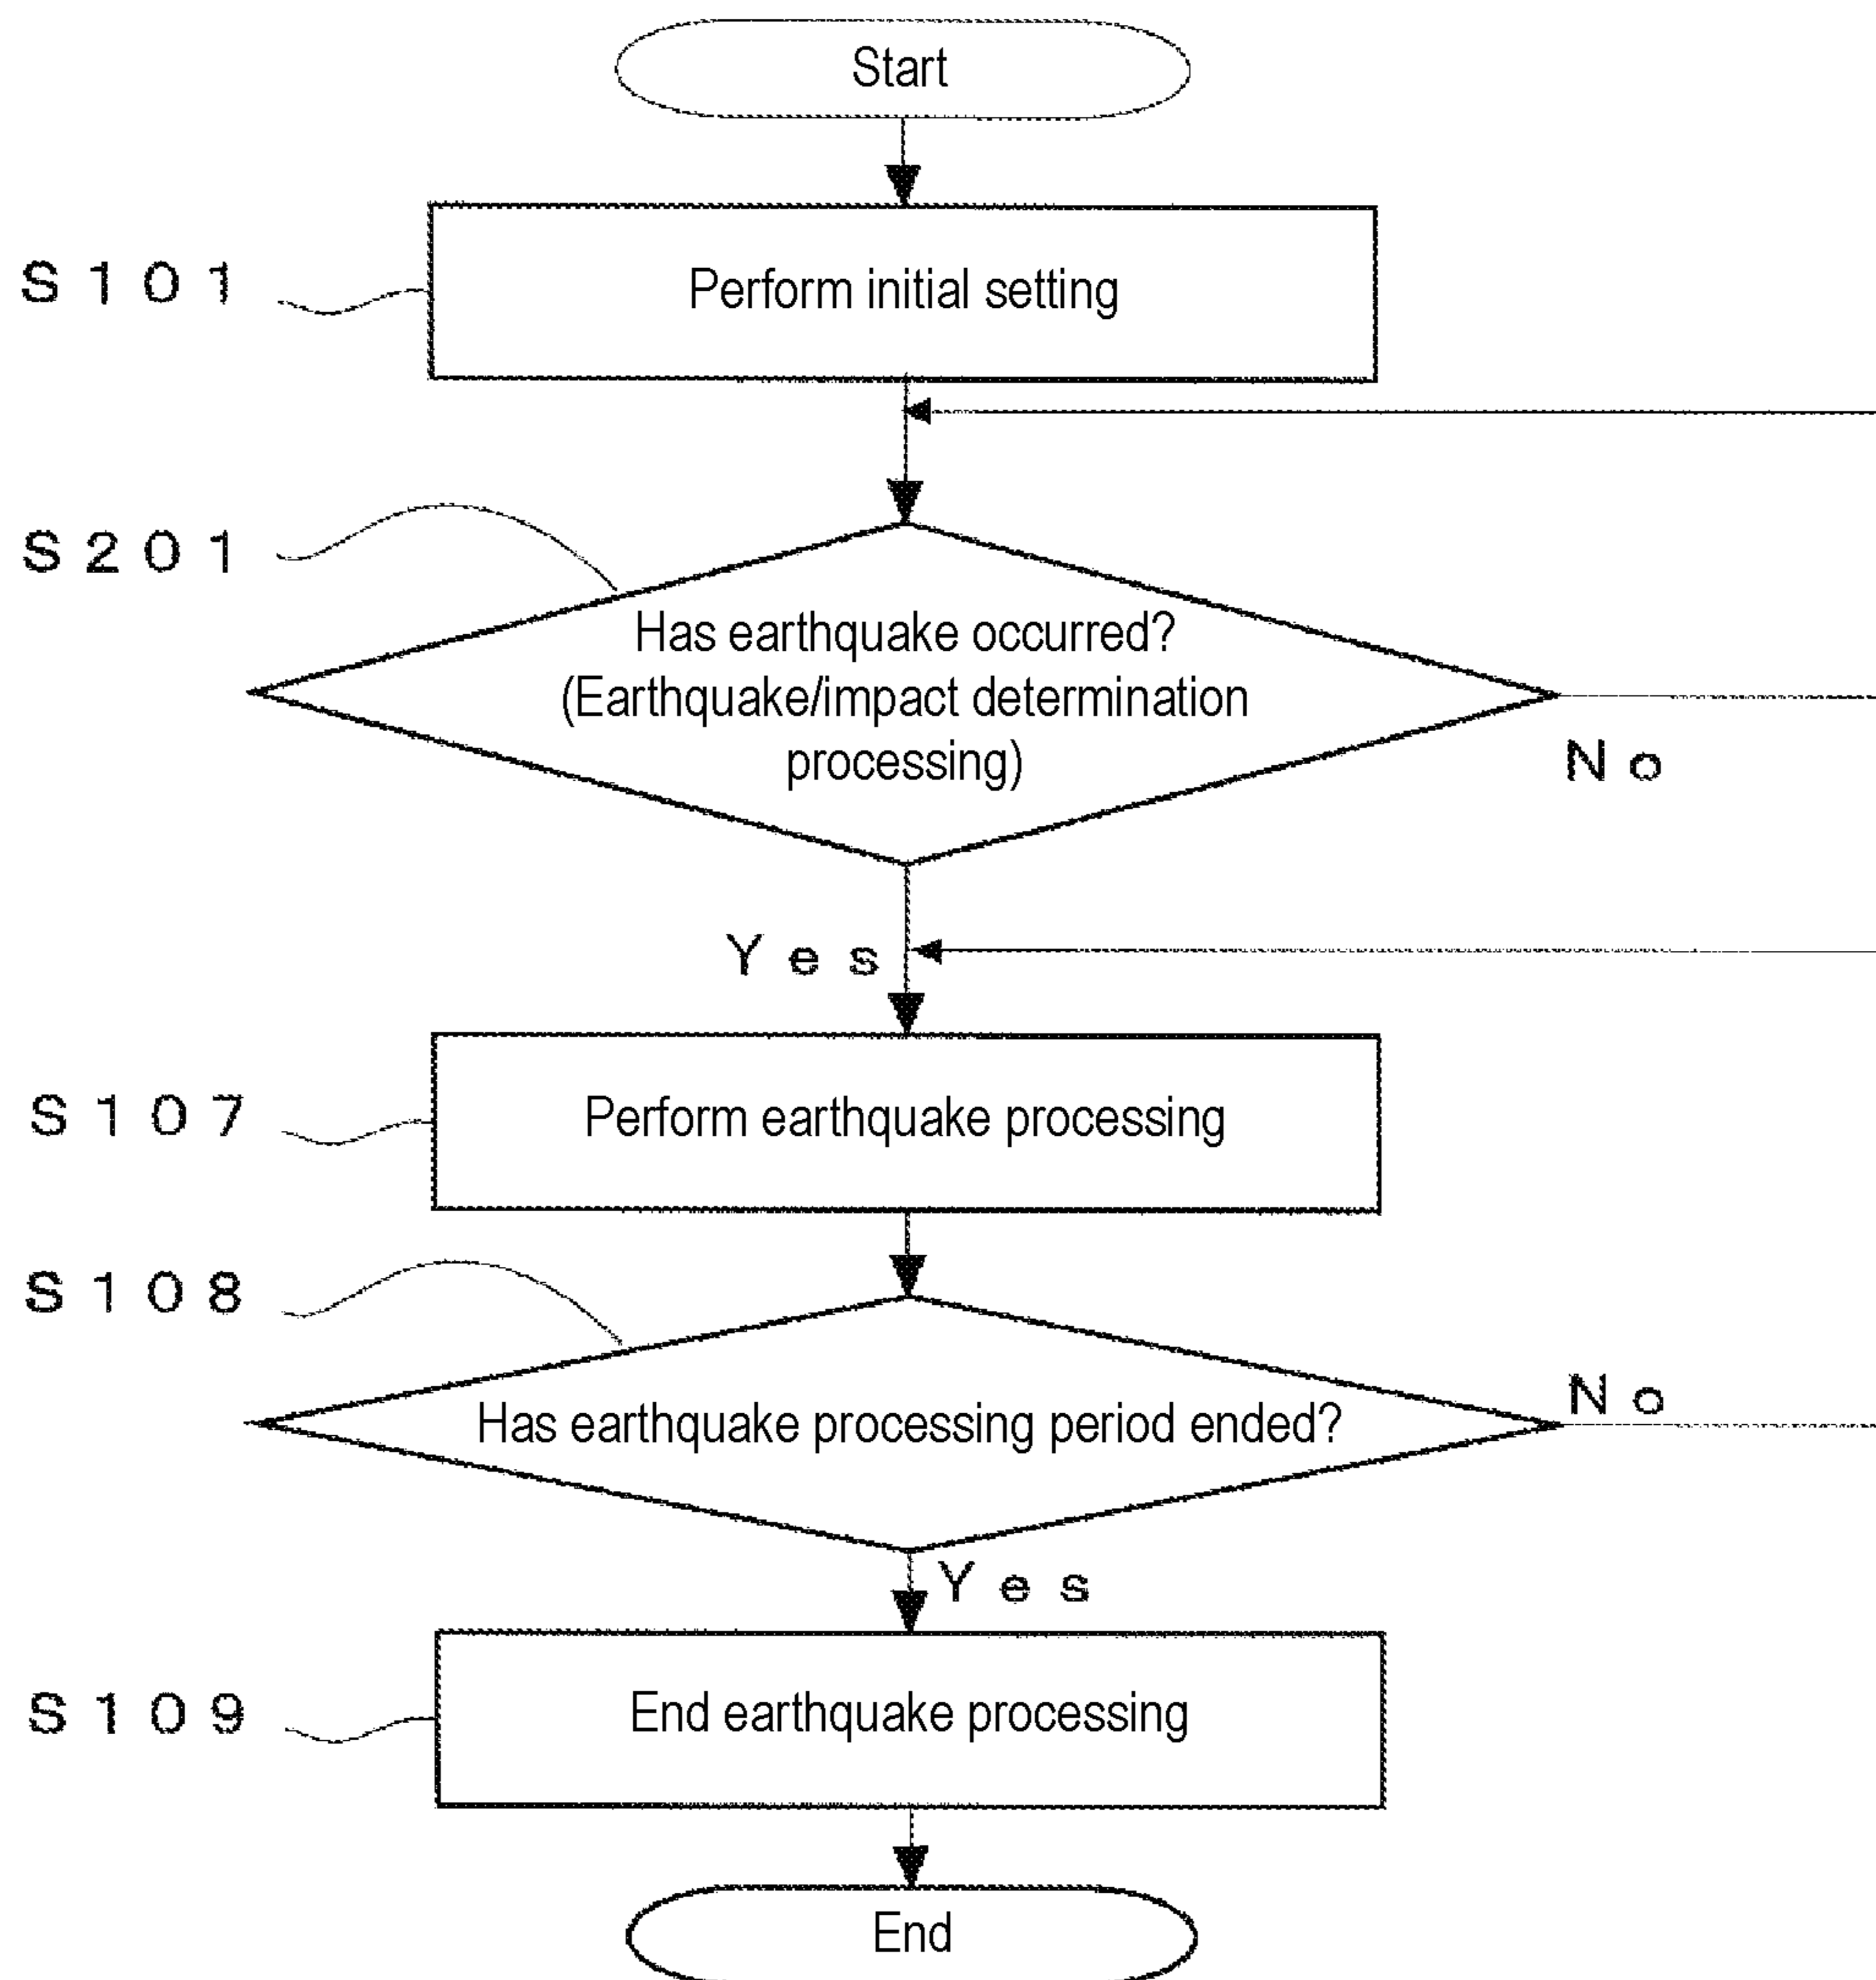 Start
S101
Perform initial setting
S201
Has earthquake occurred?
(Earthquake/impact determination
processing)
No
Yes
S107
Perform earthquake processing
S108
Has earthquake processing period ended?
No
Yes
S109
End earthquake processing
End